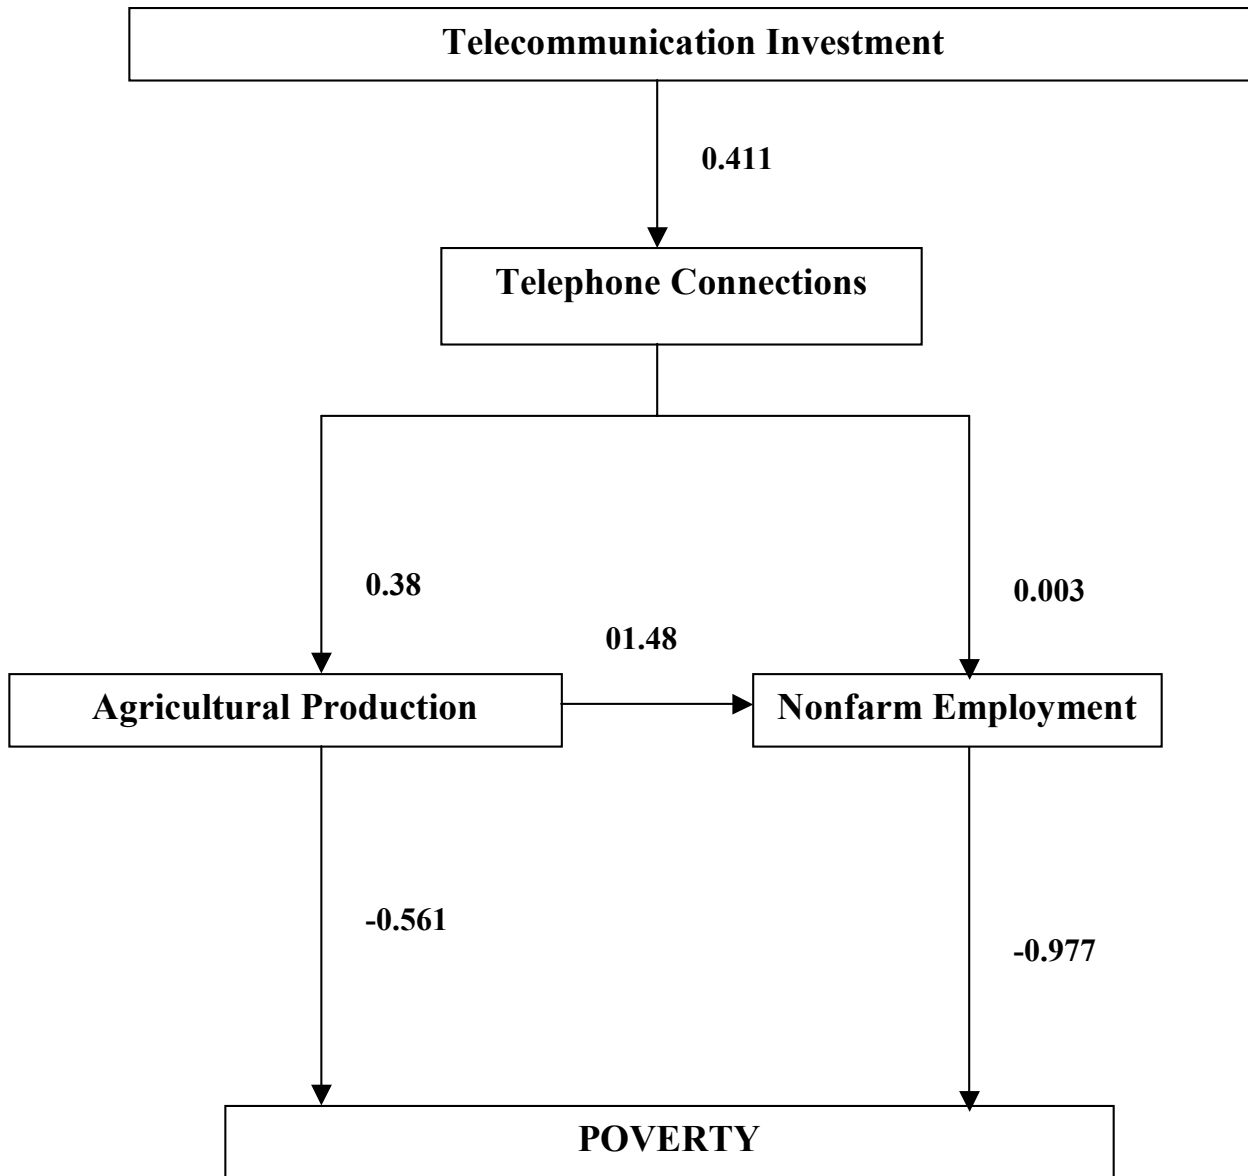 Telecommunication Investment
0.411
Telephone Connections
0.38
0.003
01.48
Agricultural Production
Nonfarm Employment
-0.561
-0.977
POVERTY